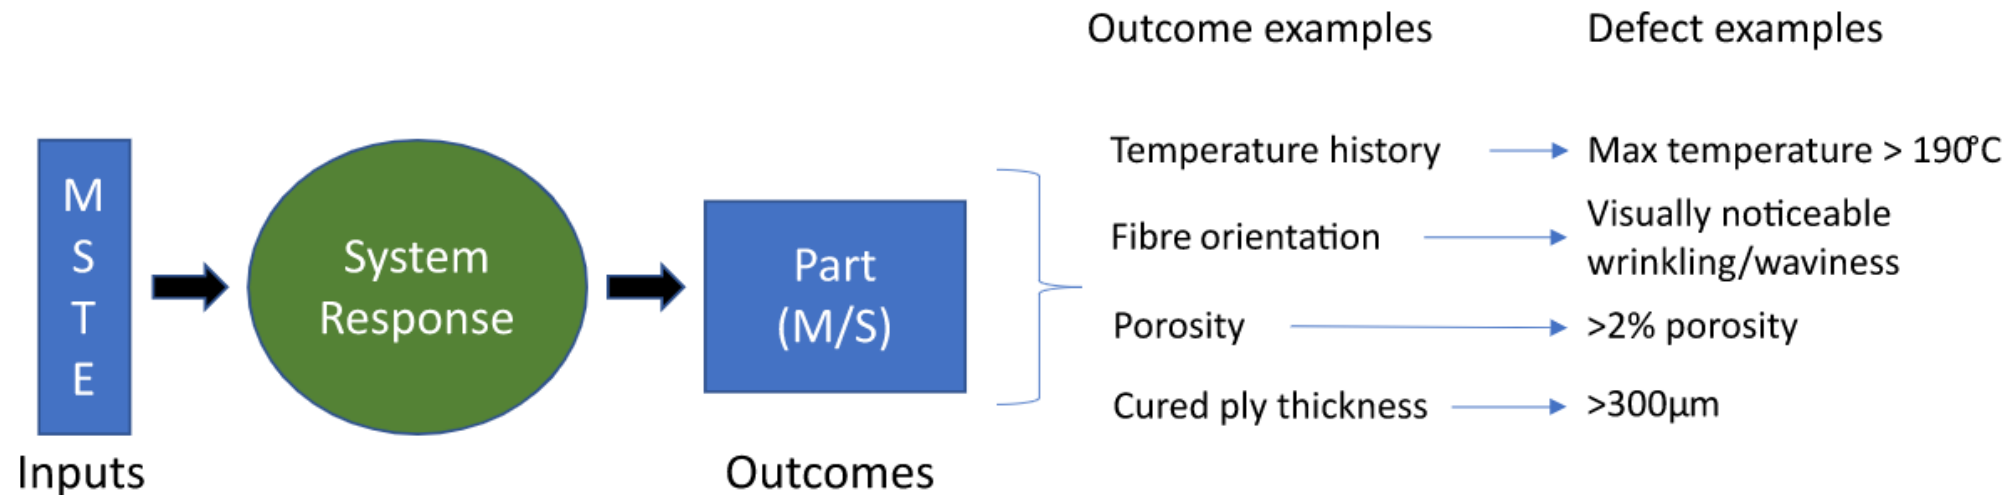 Outcome examples
Defect examples
M
S
T
E
Inputs
System
Response
Part
(M/S)
Outcomes
Temperature history
Max temperature > 190°C
Fibre orientation
Visually noticeable
wrinkling/waviness
Porosity
>2% porosity
Cured ply thickness
>300µm